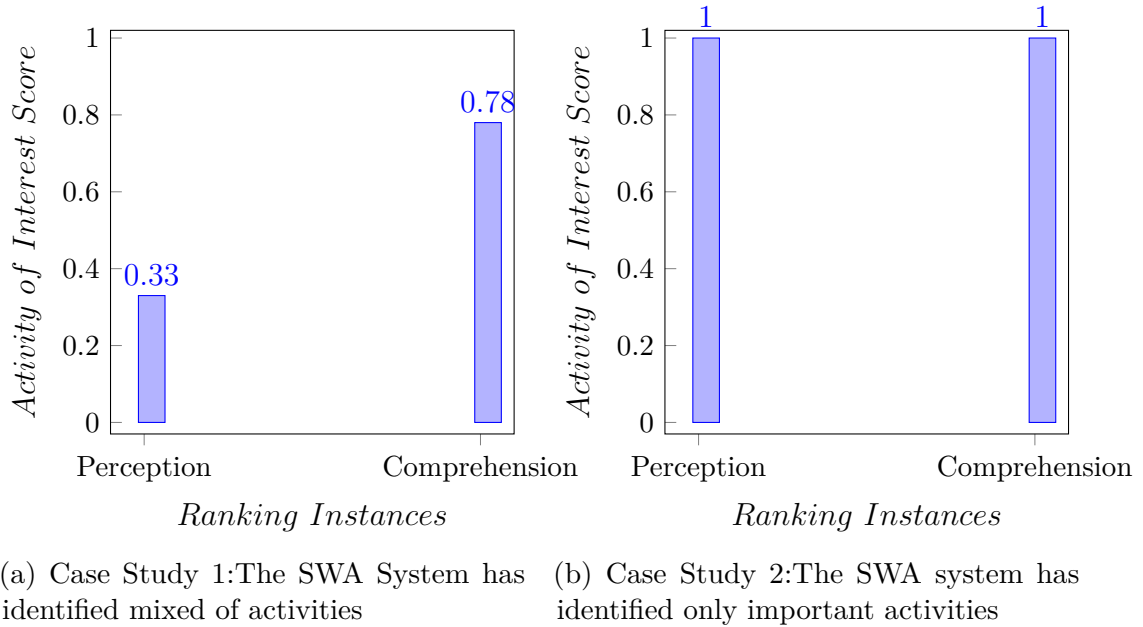 Activity of Interest Score
1
0.8
0.6
0.4
0.2
0
0.33
0.78
Perception
Comprehension
Ranking Instances
(a) Case Study 1:The SWA System has
identified mixed of activities
Activity of Interest Score
1
0.8
0.6
0.4
0.2
0
1
1
Perception
Comprehension
Ranking Instances
(b) Case Study 2:The SWA system has
identified only important activities